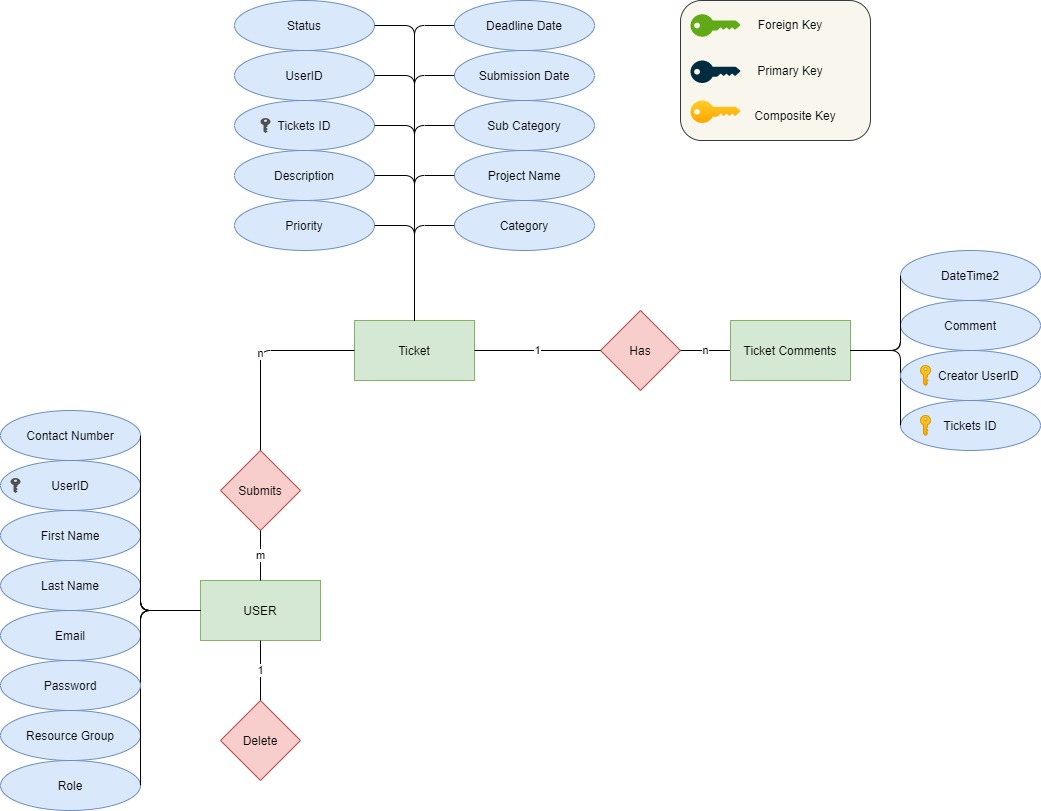 Status
Deadline Date
Foreign Key
UserID
Submission Date
Primary Key
Tickets ID
Sub Category
Composite Key
Description
Project Name
Priority
Category
DateTime2
Comment
n
Ticket
1
Has
n
Ticket Comments
Creator UserID
Tickets ID
Contact Number
UserID
Submits
First Name
m
Last Name
USER
Email
1
Password
Resource Group
Delete
Role